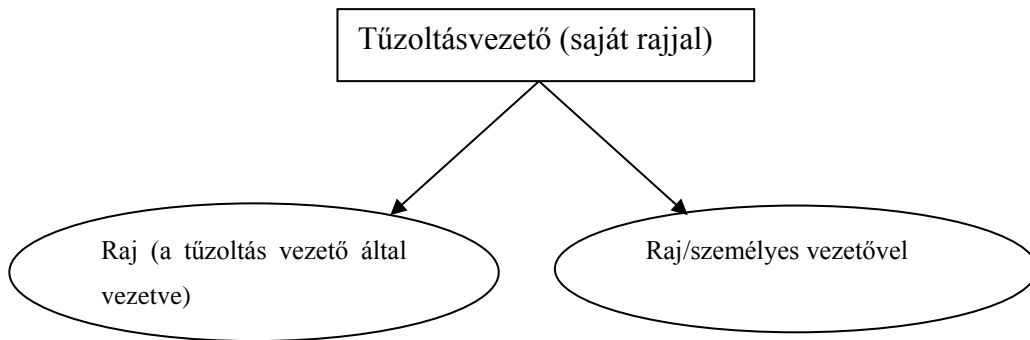 Tűzoltásvezető (saját rajjal)
Raj (a tűzoltás vezető által
vezetve)
Raj/személyes vezetővel